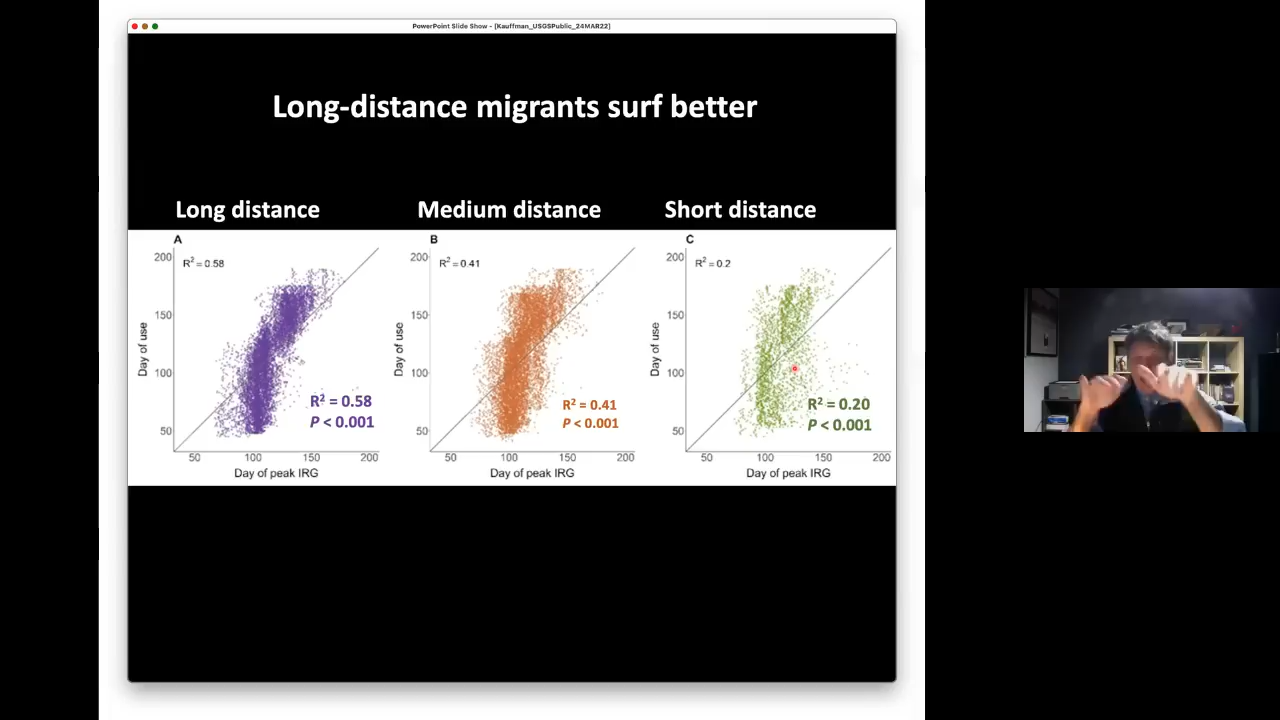 PowerPoint Slide Show - [Kauffman_USGSPublic_24MAR22]
Long-distance migrants surf better
Long distance
Medium distance
Short distance
A
R² = 0.58
200
150
100
50
Day of use
R² = 0.58
P < 0.001
50 100 150 200
Day of peak IRG
B
R² = 0.41
200
150
100
50
Day of use
R² = 0.41
P < 0.001
50 100 150 200
Day of peak IRG
C
R² = 0.2
200
150
100
50
Day of use
R² = 0.20
P < 0.001
50 100 150 200
Day of peak IRG